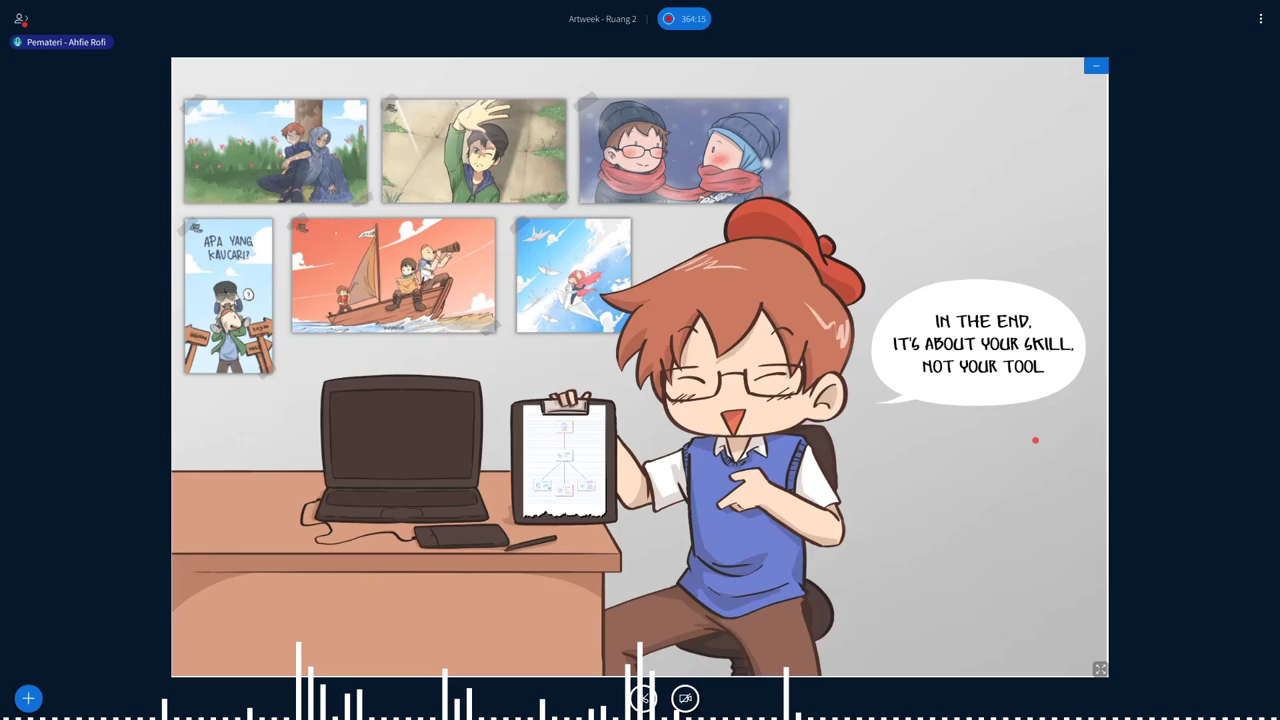 Artweek - Ruang 2
364:15
Pemateri - Ahfie Rofi
APA YANG
KAU CARI?
?
IN THE END,
IT'S ABOUT YOUR SKILL,
NOT YOUR TOOL